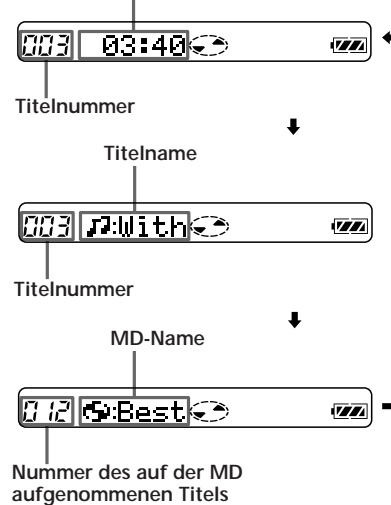 003 03:40
Titelnummer
Titelname
003 :With
Titelnummer
MD-Name
012 :Best
Nummer des auf der MD
aufgenommenen Titels